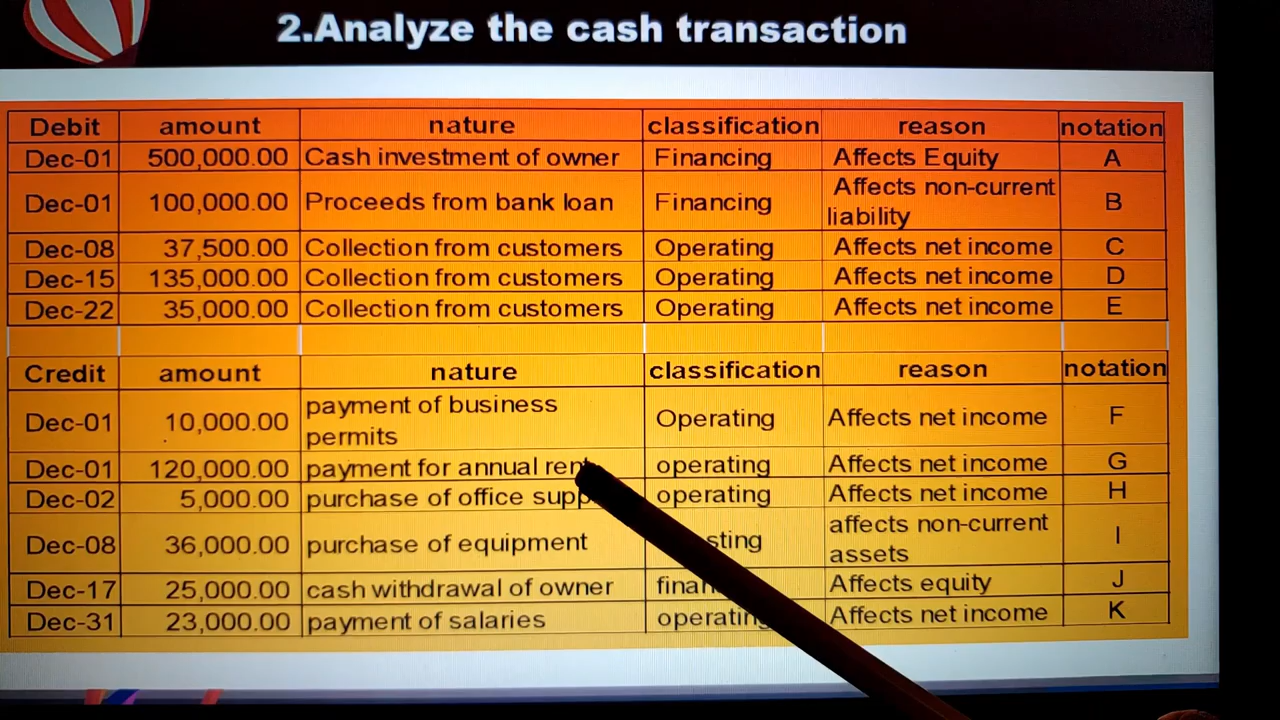 2.Analyze the cash transaction
Debit amount nature classification reason notation
Dec-01 500,000.00 Cash investment of owner Financing Affects Equity A
Dec-01 100,000.00 Proceeds from bank loan Financing Affects non-current
liability B
Dec-08 37,500.00 Collection from customers Operating Affects net income C
Dec-15 135,000.00 Collection from customers Operating Affects net income D
Dec-22 35,000.00 Collection from customers Operating Affects net income E
Credit amount nature classification reason notation
Dec-01 10,000.00 payment of business
permits Operating Affects net income F
Dec-01 120,000.00 payment for annual rent operating Affects net income G
Dec-02 5,000.00 purchase of office operating Affects net income H
Dec-08 36,000.00 purchase of equipment affects non-current
assets I
Dec-17 25,000.00 cash withdrawal of owner Affects equity J
Dec-31 23,000.00 payment of salaries operating Affects net income K